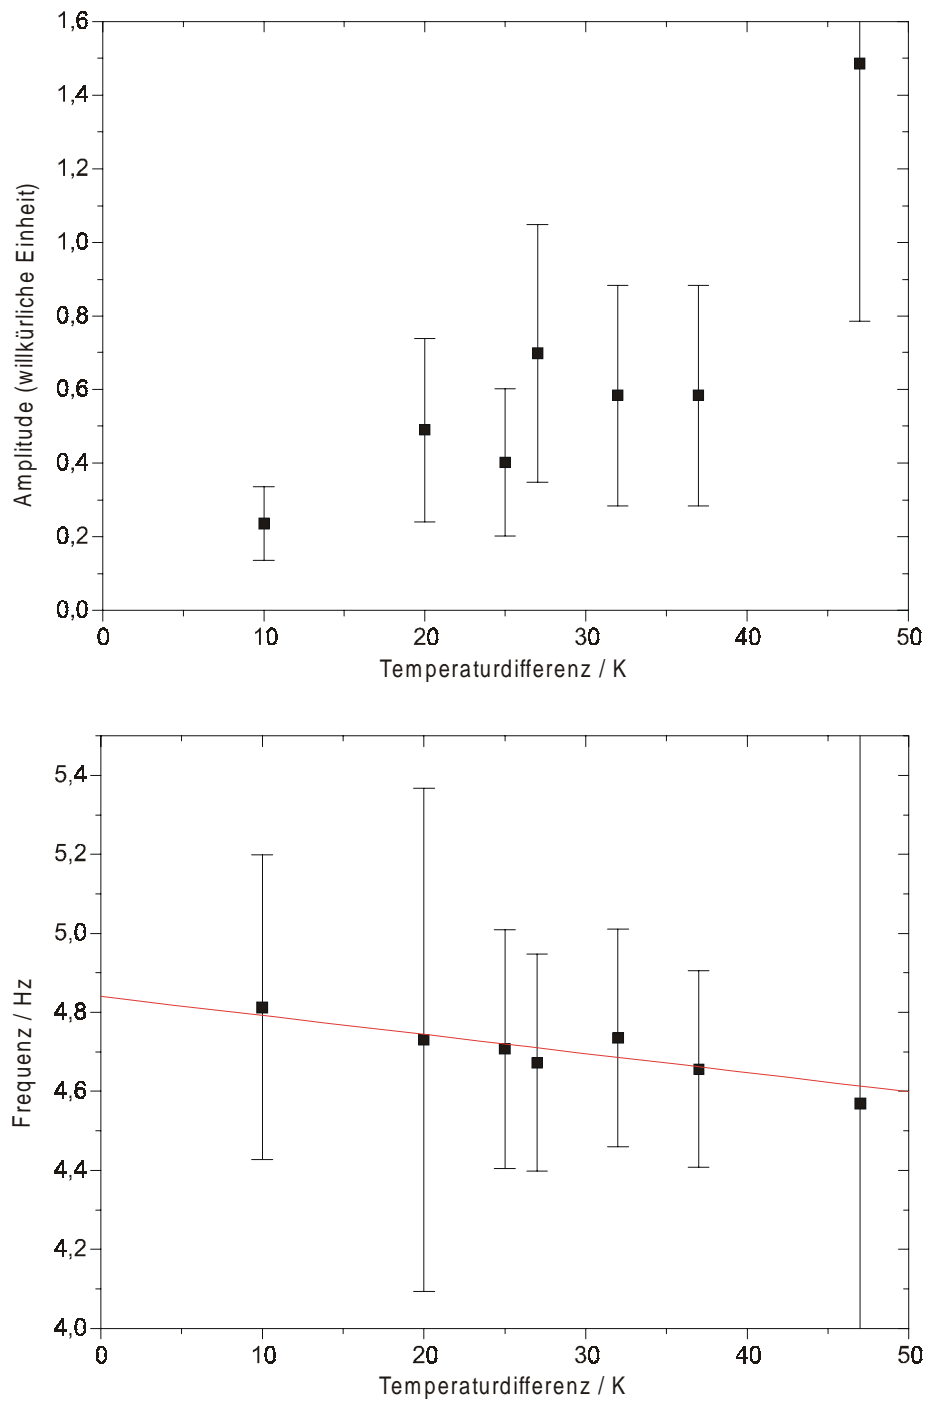 1,6
1,4
1,2
1,0
0,8
0,6
0,4
0,2
0,0
Amplitude (willkürliche Einheit)
0 10 20 30 40 50
Temperaturdifferenz / K
5,4
5,2
5,0
4,8
4,6
4,4
4,2
4,0
Frequenz / Hz
0 10 20 30 40 50
Temperaturdifferenz / K